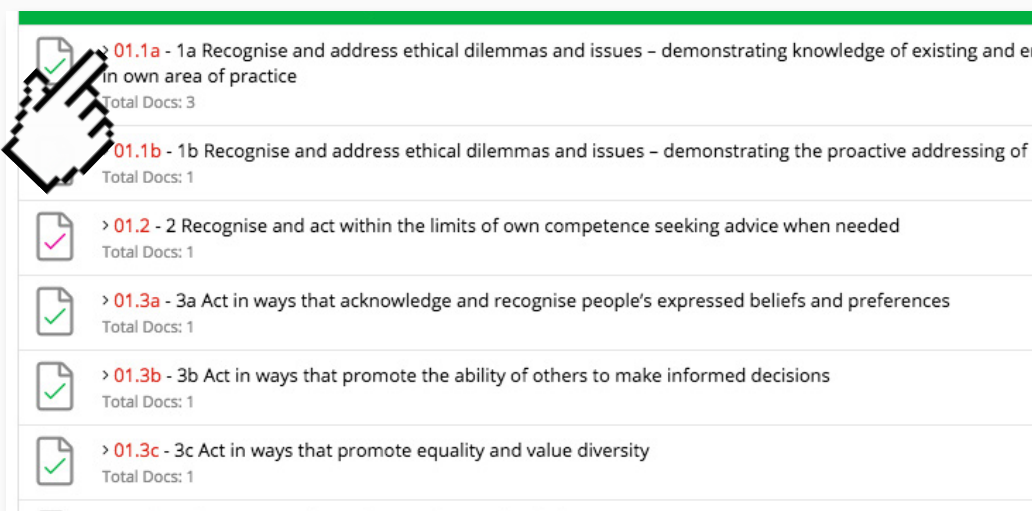 › 01.1a - 1a Recognise and address ethical dilemmas and issues – demonstrating knowledge of existing and
in own area of practice
Total Docs: 3
01.1b - 1b Recognise and address ethical dilemmas and issues – demonstrating the proactive addressing of
Total Docs: 1
› 01.2 - 2 Recognise and act within the limits of own competence seeking advice when needed
Total Docs: 1
› 01.3a - 3a Act in ways that acknowledge and recognise people’s expressed beliefs and preferences
Total Docs: 1
› 01.3b - 3b Act in ways that promote the ability of others to make informed decisions
Total Docs: 1
› 01.3c - 3c Act in ways that promote equality and value diversity
Total Docs: 1